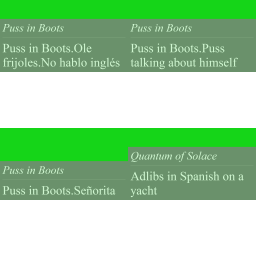 Puss in Boots
Puss in Boots.Ole
frijoles.No hablo inglés
Puss in Boots
Puss in Boots.Puss
talking about himself
Puss in Boots
Puss in Boots.Señorita
Quantum of Solace
Adlibs in Spanish on a
yacht